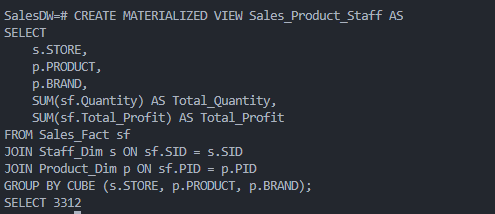 SalesDW=# CREATE MATERIALIZED VIEW Sales_Product_Staff AS
SELECT
    s.STORE,
    p.PRODUCT,
    p.BRAND,
    SUM(sf.Quantity) AS Total_Quantity,
    SUM(sf.Total_Profit) AS Total_Profit
FROM Sales_Fact sf
JOIN Staff_Dim s ON sf.SID = s.SID
JOIN Product_Dim p ON sf.PID = p.PID
GROUP BY CUBE (s.STORE, p.PRODUCT, p.BRAND);
SELECT 3312